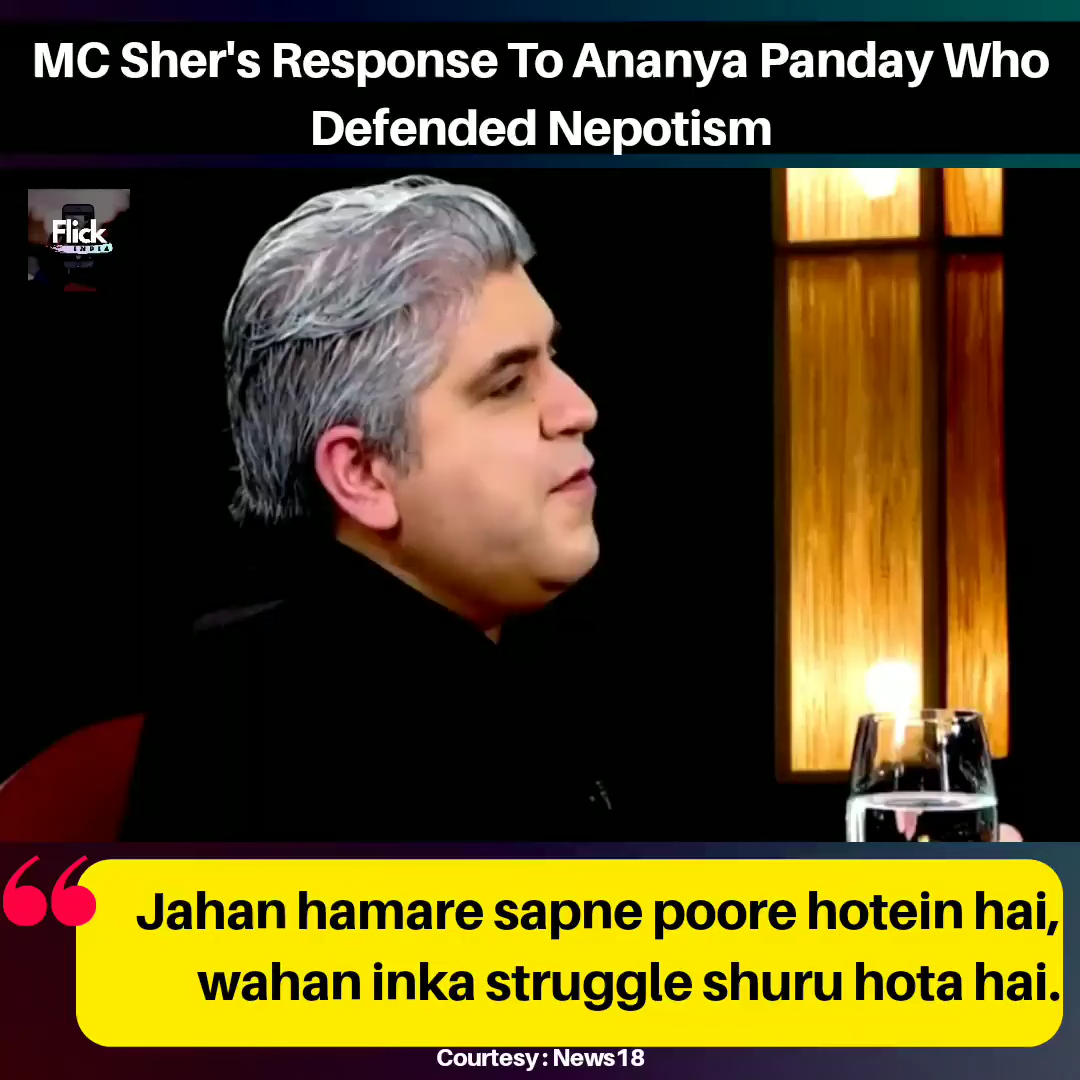 MC Sher's Response To Ananya Panday Who
Defended Nepotism
Flick
INDIA
Jahan hamare sapne poore hotein hai,
wahan inka struggle shuru hota hai.
Courtesy : News18